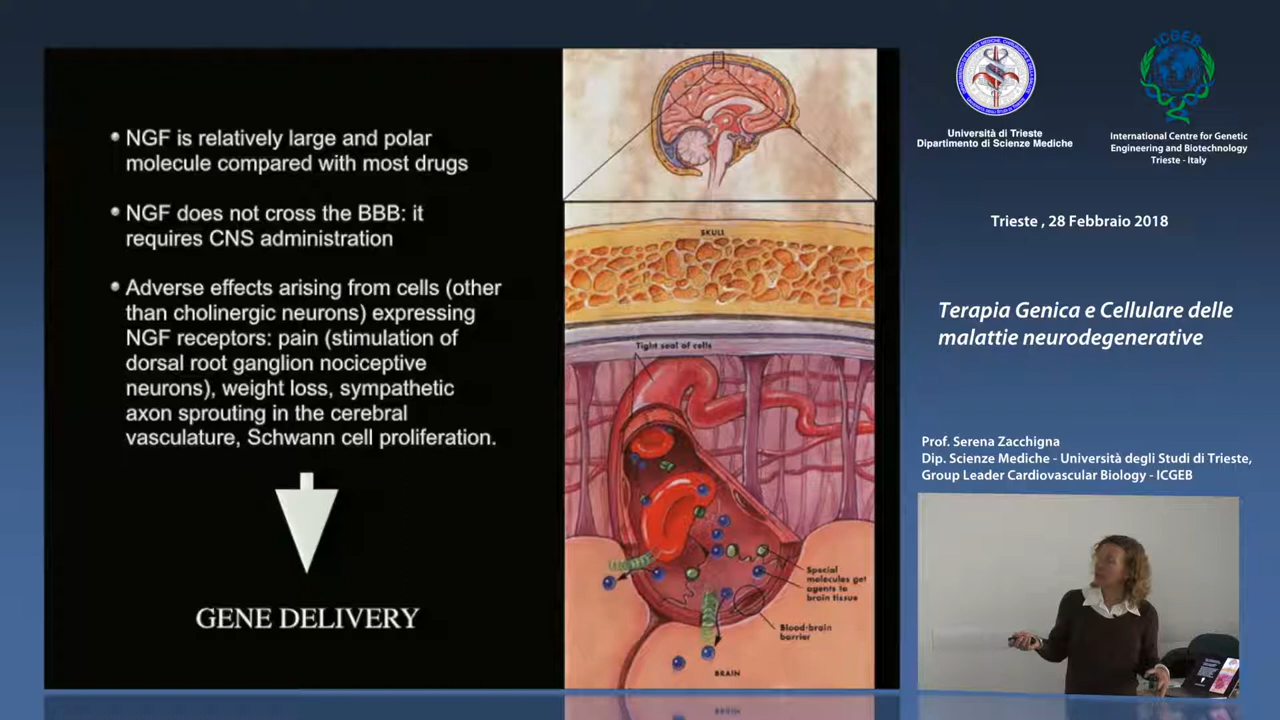 NGF is relatively large and polar
molecule compared with most drugs
NGF does not cross the BBB: it
requires CNS administration
Adverse effects arising from cells (other
than cholinergic neurons) expressing
NGF receptors: pain (stimulation of
dorsal root ganglion nociceptive
neurons), weight loss, sympathetic
axon sprouting in the cerebral
vasculature, Schwann cell proliferation.
GENE DELIVERY
SKULL
Tight seal of cells
Special
molecules get
agents to
brain tissue
Blood-brain
barrier
BRAIN
Università di Trieste
Dipartimento di Scienze Mediche
ICGEB
International Centre for Genetic
Engineering and Biotechnology
Trieste - Italy
Trieste , 28 Febbraio 2018
Terapia Genica e Cellulare delle
malattie neurodegenerative
Prof. Serena Zacchigna
Dip. Scienze Mediche - Università degli Studi di Trieste,
Group Leader Cardiovascular Biology - ICGEB